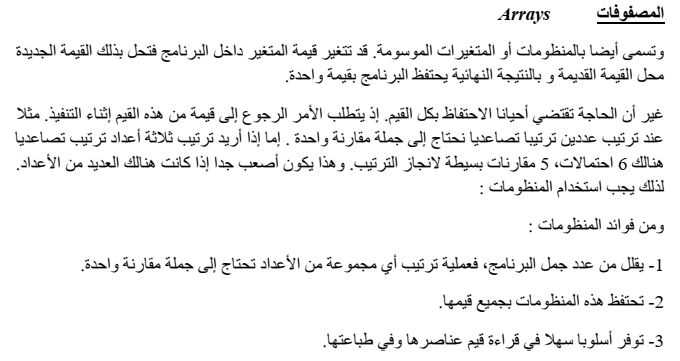 المصفوفات Arrays
وتسمى أيضا بالمنظومات أو المتغيرات الموسومة. قد تتغير قيمة المتغير داخل البرنامج فتحل بذلك القيمة الجديدة
محل القيمة القديمة و بالنتيجة النهائية يحتفظ البرنامج بقيمة واحدة.
غير أن الحاجة تقتضي أحيانا الاحتفاظ بكل القيم. إذ يتطلب الأمر الرجوع إلى قيمة من هذه القيم إثناء التنفيذ. مثلا
عند ترتيب عددين ترتيبا تصاعديا نحتاج إلى جملة مقارنة واحدة . إما إذا أريد ترتيب ثلاثة أعداد ترتيب تصاعديا
هنالك 6 احتمالات، 5 مقارنات بسيطة لانجاز الترتيب. وهذا يكون أصعب جدا إذا كانت هنالك العديد من الأعداد.
لذلك يجب استخدام المنظومات :
ومن فوائد المنظومات :
1- يقلل من عدد جمل البرنامج، فعملية ترتيب أي مجموعة من الأعداد تحتاج إلى جملة مقارنة واحدة.
2- تحتفظ هذه المنظومات بجميع قيمها.
3- توفر أسلوبا سهلا في قراءة قيم عناصرها وفي طباعتها.